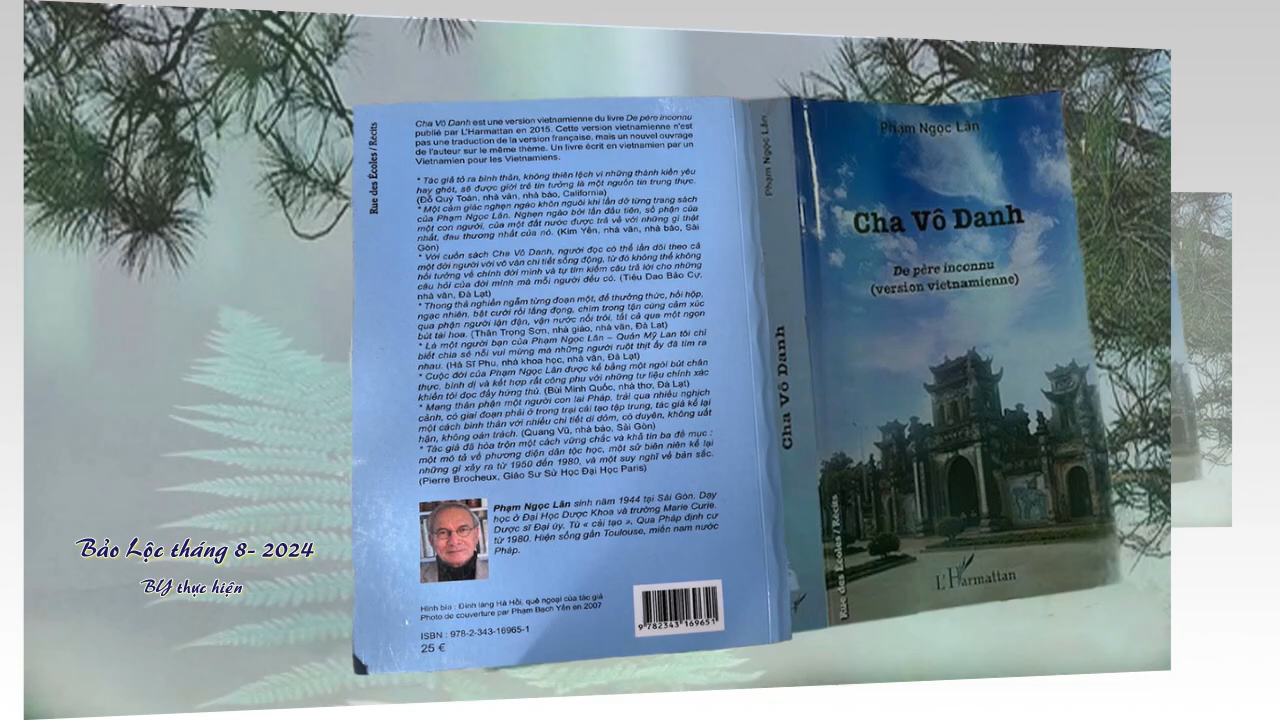 Rue des Écoles / Récits
Cha Vô Danh est une version vietnamienne du livre De père inconnu
publié par L'Harmattan en 2015. Cette version vietnamienne n'est
pas une traduction de la version française, mais un nouvel ouvrage
de l'auteur sur le même thème. Un livre écrit en vietnamien par un
Vietnamien pour les Vietnamiens.
* Tác giả tỏ ra bình thản, không thiên lệch vì những thành kiến yêu
hay ghét, sẽ được giới trẻ tin tưởng là một nguồn tin trung thực.
(Đỗ Quý Toàn, nhà văn, nhà báo, California)
* Một cảm giác nghẹn ngào khôn nguôi khi lần dở từng trang sách
của Phạm Ngọc Lân. Nghẹn ngào bởi lần đầu tiên, số phận của
một con người, của một đất nước được trả về với những gì thật
nhất, đau thương nhất của nó. (Kim Yến, nhà văn, nhà báo, Sài
Gòn)
* Với cuốn sách Cha Vô Danh, người đọc có thể lần dõi theo cả
một đời người với vô vàn chi tiết sống động, từ đó không thể không
hồi tưởng về chính đời mình và tự tìm kiếm câu trả lời cho những
câu hỏi của đời mình mà mỗi người đều có. (Tiêu Dao Bảo Cự,
nhà văn, Đà Lạt)
* Thong thả nghiền ngẫm từng đoạn một, để thưởng thức, hồi hộp,
ngạc nhiên, bật cười rồi lắng đọng, chìm trong tận cùng cảm xúc
qua phận người lận đận, vận nước nổi trôi, tất cả qua một ngọn
bút tài hoa. (Thân Trọng Sơn, nhà giáo, nhà văn, Đà Lạt)
* Là một người bạn của Phạm Ngọc Lân – Quán Mỹ Lan tôi chỉ
biết chia sẻ nỗi vui mừng mà những người ruột thịt ấy đã tìm ra
nhau. (Hà Sĩ Phu, nhà khoa học, nhà văn, Đà Lạt)
* Cuộc đời của Phạm Ngọc Lân được kể bằng một ngòi bút chân
thực, bình dị và kết hợp rất công phu với những tư liệu chính xác
khiến tôi đọc đầy hứng thú. (Bùi Minh Quốc, nhà thơ, Đà Lạt)
* Mang thân phận một người con lai Pháp, trải qua nhiều nghịch
cảnh, có giai đoạn phải ở trong trại cải tạo tập trung, tác giả kể lại
một cách bình thản với nhiều chi tiết dí dỏm, có duyên, không uất
hận, không oán trách. (Quang Vũ, nhà báo, Sài Gòn)
* Tác giả đã hòa trộn một cách vững chắc và khả tín ba đề mục :
một mô tả về phương diện dân tộc học, một sử biên niên kể lại
những gì xảy ra từ 1950 đến 1980, và một suy nghĩ về bản sắc.
(Pierre Brocheux, Giáo Sư Sử Học Đại Học Paris)
Phạm Ngọc Lân sinh năm 1944 tại Sài Gòn. Dạy
học ở Đại Học Dược Khoa và trường Marie Curie.
Dược sĩ Đại úy. Tù « cải tạo ». Qua Pháp định cư
từ 1980. Hiện sống gần Toulouse, miền nam nước
Pháp.
Hình bìa : Đình làng Hà Hồi, quê ngoại của tác giả
Photo de couverture par Phạm Bạch Yến en 2007
ISBN : 978-2-343-16965-1
25 €
9 782343 169651
Phạm Ngọc Lân
Cha Vô Danh
Rue des Écoles / Récits
Phạm Ngọc Lân
Cha Vô Danh
De père inconnu
(version vietnamienne)
L'Harmattan
Bảo Lộc tháng 8- 2024
BY thực hiện